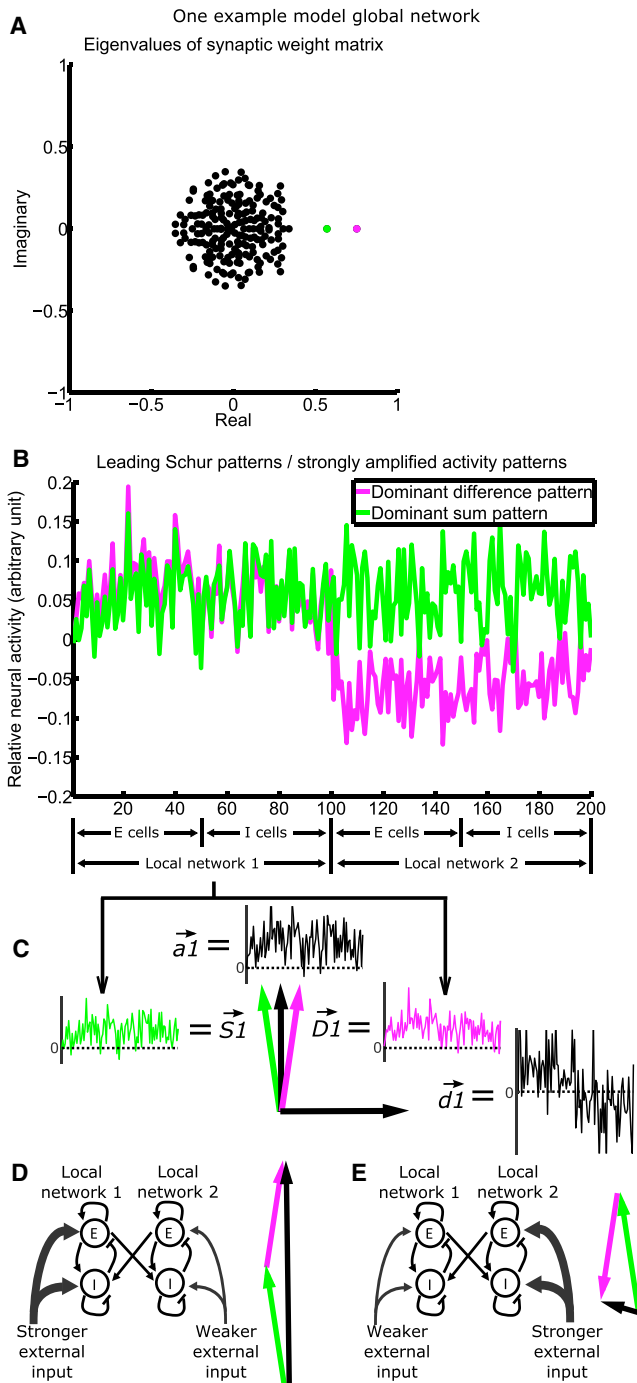 One example model global network
A
Eigenvalues of synaptic weight matrix
1
0.5
0
−0.5
−1
Imaginary
−1
−0.5
0
0.5
1
Real
B
Leading Schur patterns / strongly amplified activity patterns
Dominant difference pattern
Dominant sum pattern
0.2
0.15
0.1
0.05
0
−0.05
−0.1
−0.15
−0.2
Relative neural activity (arbitrary unit)
20
40
60
80
100
120
140
160
180
200
E cells
I cells
E cells
I cells
Local network 1
Local network 2
C
a1 =
0
0
= S1
D1 =
0
d1 =
0
D
Local network 1
Local network 2
E
E
I
I
Stronger external input
Weaker external input
E
Local network 1
Local network 2
E
E
I
I
Weaker external input
Stronger external input